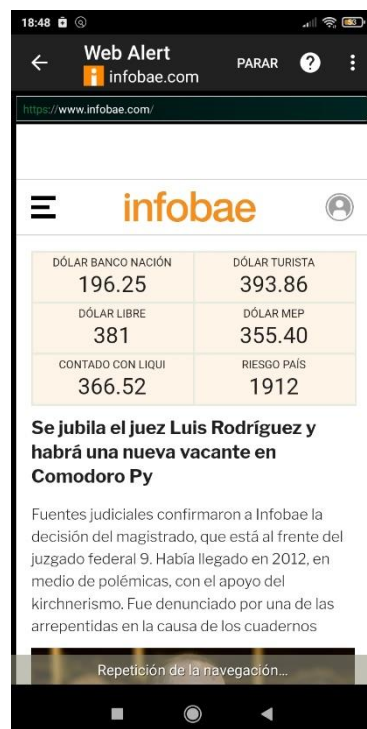 18:48
Web Alert
infobae.com
PARAR
?
https://www.infobae.com/
infobae
DÓLAR BANCO NACIÓN
196.25
DÓLAR TURISTA
393.86
DÓLAR LIBRE
381
DÓLAR MEP
355.40
CONTADO CON LIQUI
366.52
RIESGO PAÍS
1912
Se jubila el juez Luis Rodríguez y
habrá una nueva vacante en
Comodoro Py
Fuentes judiciales confirmaron a Infobae la
decisión del magistrado, que está al frente del
juzgado federal 9. Había llegado en 2012, en
medio de polémicas, con el apoyo del
kirchnerismo. Fue denunciado por una de las
arrepentidas en la causa de los cuadernos
Repetición de la navegación...